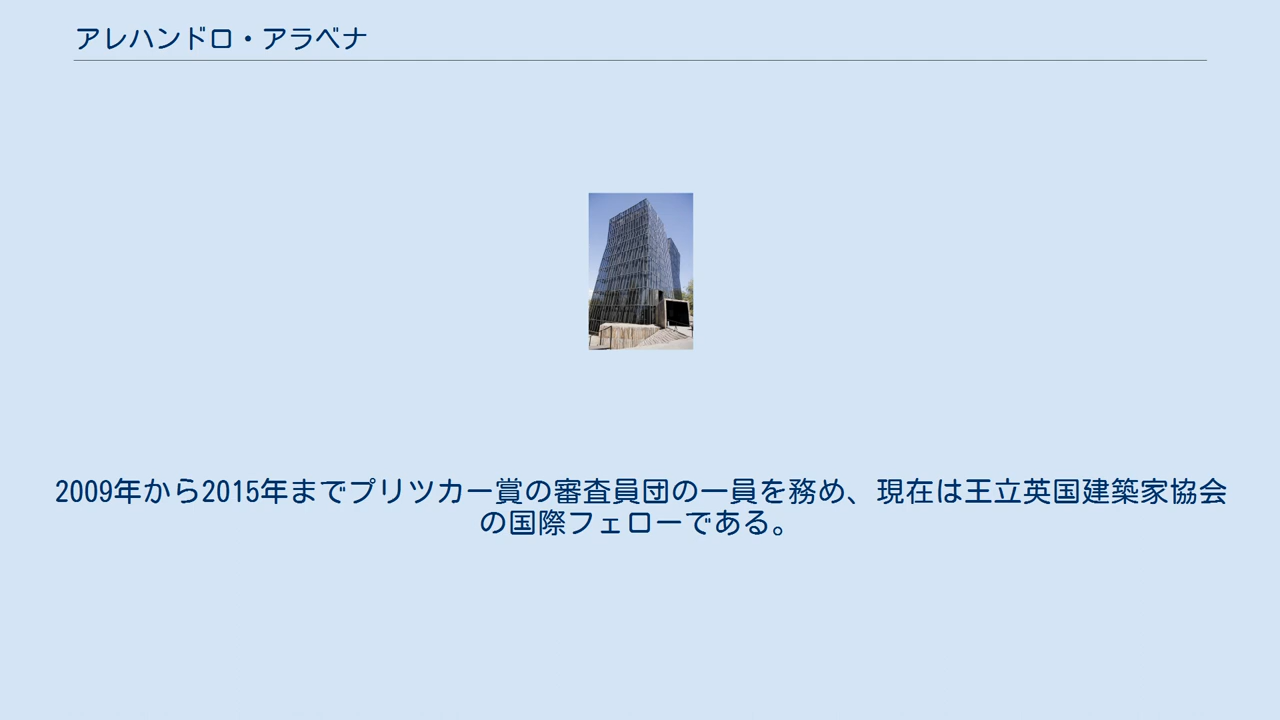 アレハンドロ・アラベナ
2009年から2015年までプリツカー賞の審査員団の一員を務め、現在は王立英国建築家協会
の国際フェローである。